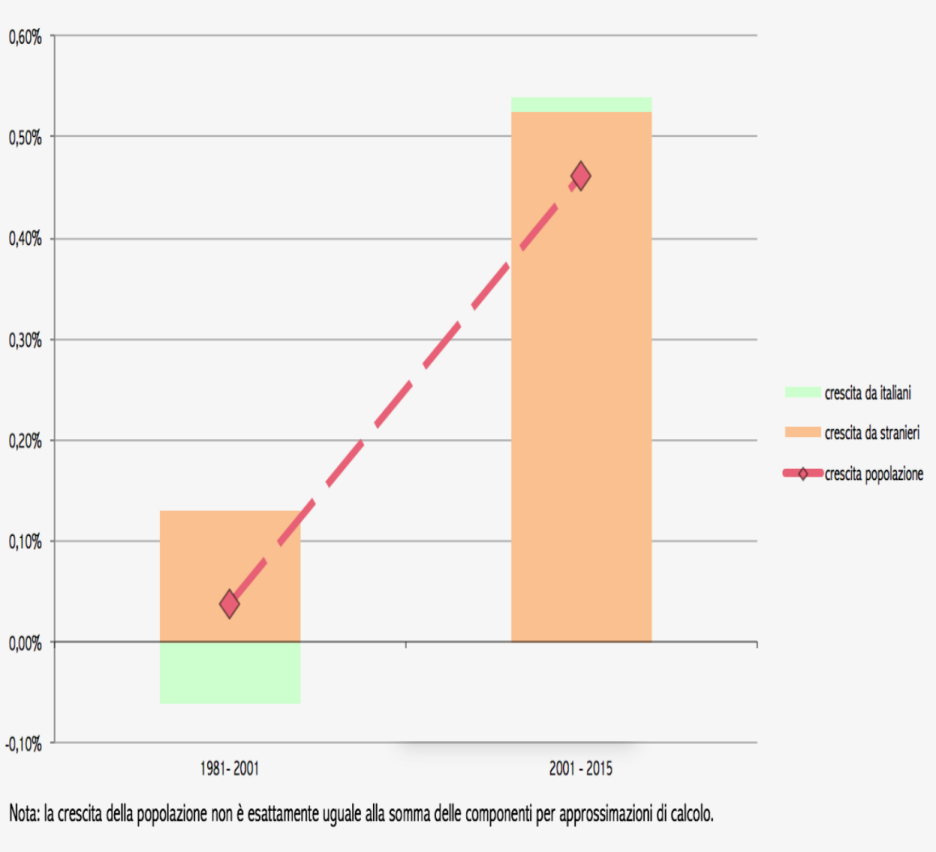 0,60%
0,50%
0,40%
0,30%
0,20%
0,10%
0,00%
-0,10%
1981- 2001
2001 - 2015
crescita da italiani
crescita da stranieri
crescita popolazione
Nota: la crescita della popolazione non è esattamente uguale alla somma delle componenti per approssimazioni di calcolo.